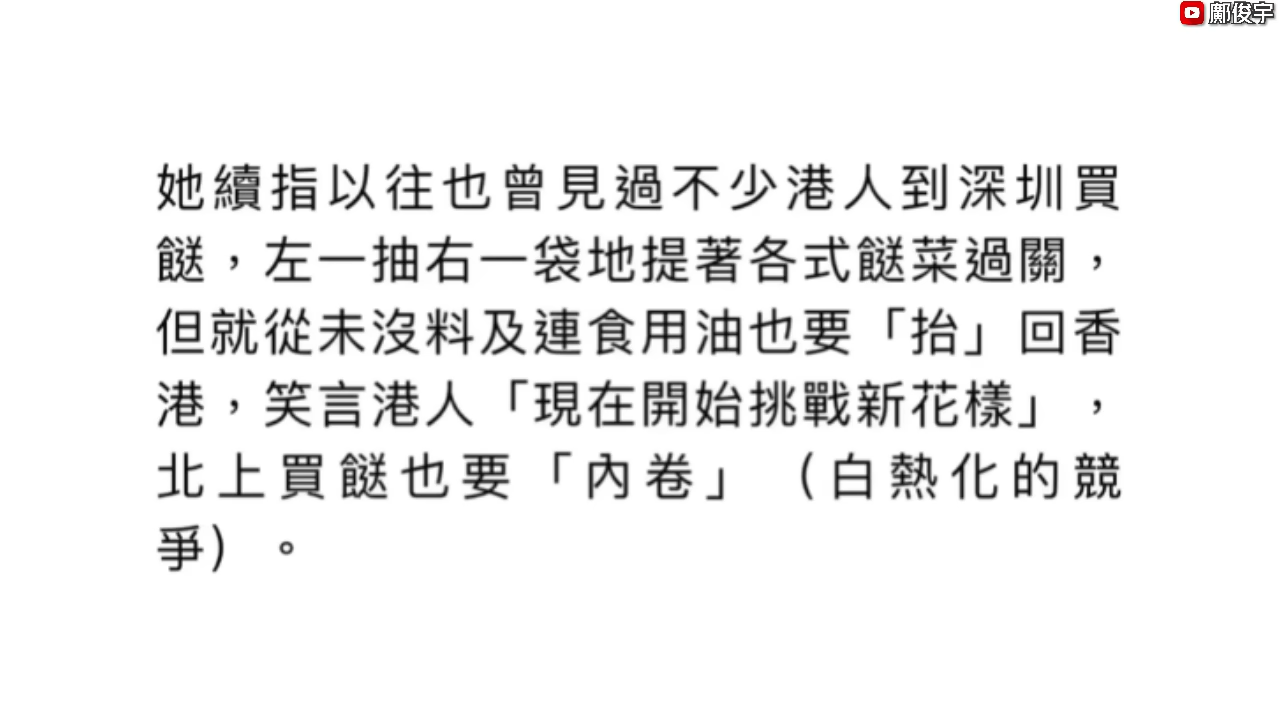 鄺俊宇
她續指以往也曾見過不少港人到深圳買
餸，左一抽右一袋地提著各式餸菜過關，
但就從未沒料及連食用油也要「抬」回香
港，笑言港人「現在開始挑戰新花樣」，
北上買餸也要「內卷」（白熱化的競
爭）。